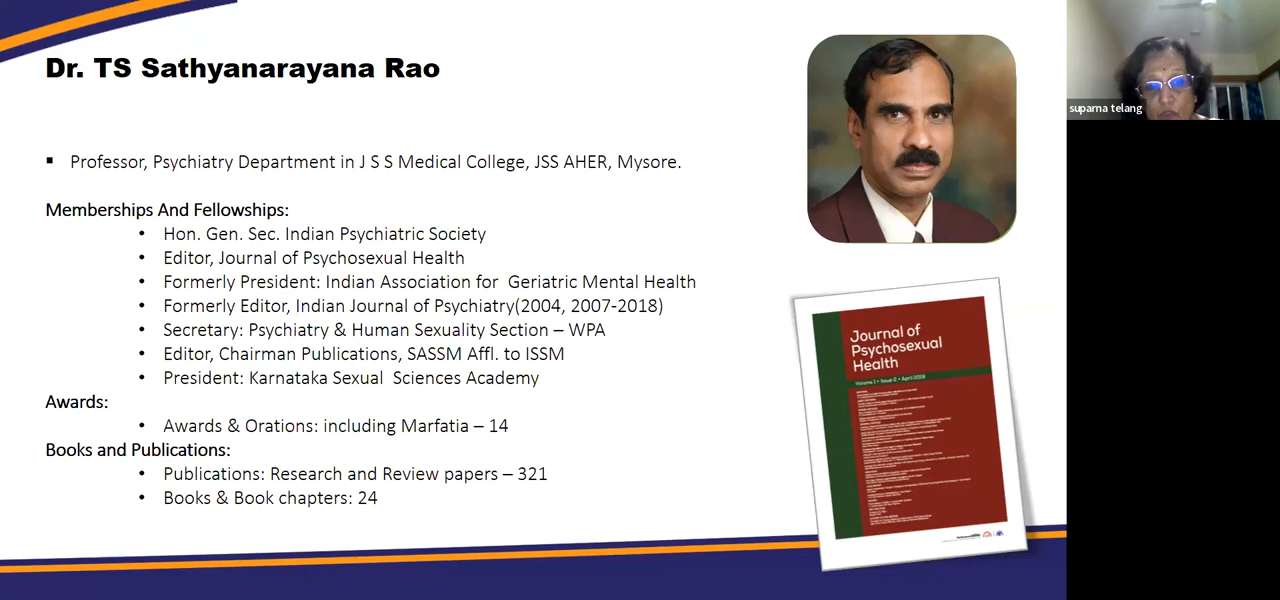 Dr. TS Sathyanarayana Rao
Professor, Psychiatry Department in J S S Medical College, JSS AHER, Mysore.
Memberships And Fellowships:
Hon. Gen. Sec. Indian Psychiatric Society
Editor, Journal of Psychosexual Health
Formerly President: Indian Association for Geriatric Mental Health
Formerly Editor, Indian Journal of Psychiatry(2004, 2007-2018)
Secretary: Psychiatry & Human Sexuality Section – WPA
Editor, Chairman Publications, SASSM Affl. to ISSM
President: Karnataka Sexual Sciences Academy
Awards:
Awards & Orations: including Marfatia – 14
Books and Publications:
Publications: Research and Review papers – 321
Books & Book chapters: 24
Journal of
Psychosexual
Health
Volume 1 • Issue 2 • April 2019
suparna telang